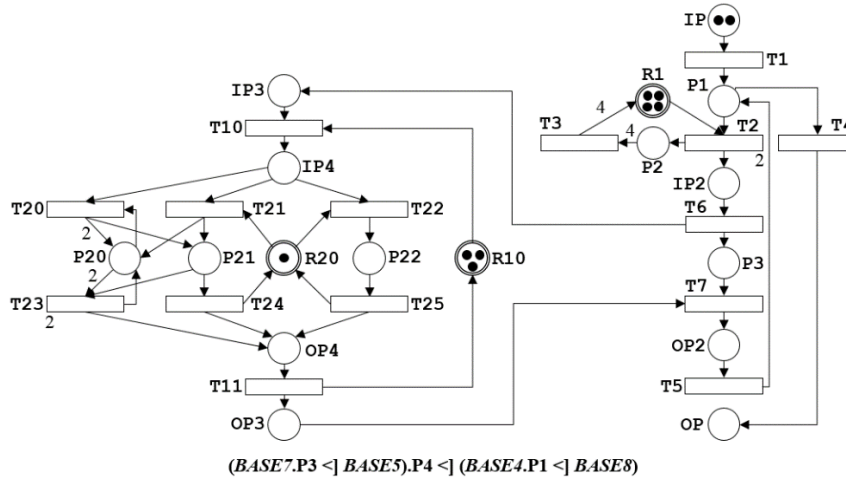 IP
T1
R1
P1
IP3
4
T3
4
P2
T2
2
T4
T10
IP4
IP2
T20
T21
T22
T6
2
P20
P21
R20
P22
R10
P3
2
T23
2
T24
T25
T7
OP4
OP2
T11
T5
OP3
OP
(BASE7.P3 <] BASE5).P4 <] (BASE4.P1 <] BASE8)